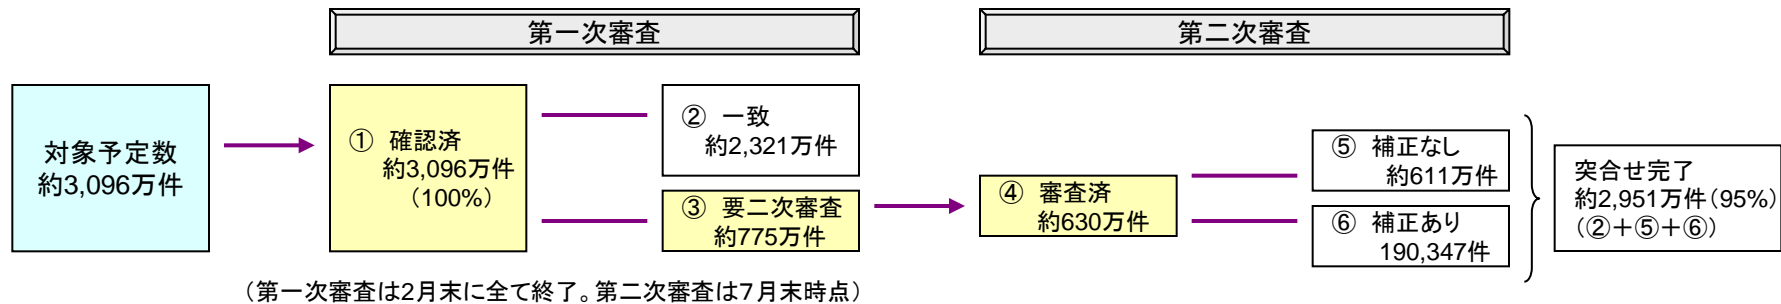 第一次審査
第二次審査
対象予定数
約3,096万件
① 確認済
約3,096万件
（100%）
② 一致
約2,321万件
③ 要二次審査
約775万件
④ 審査済
約630万件
⑤ 補正なし
約611万件
⑥ 補正あり
190,347件
突合せ完了
約2,951万件（95%）
（②＋⑤＋⑥）
（第一次審査は2月末に全て終了。第二次審査は7月末時点）